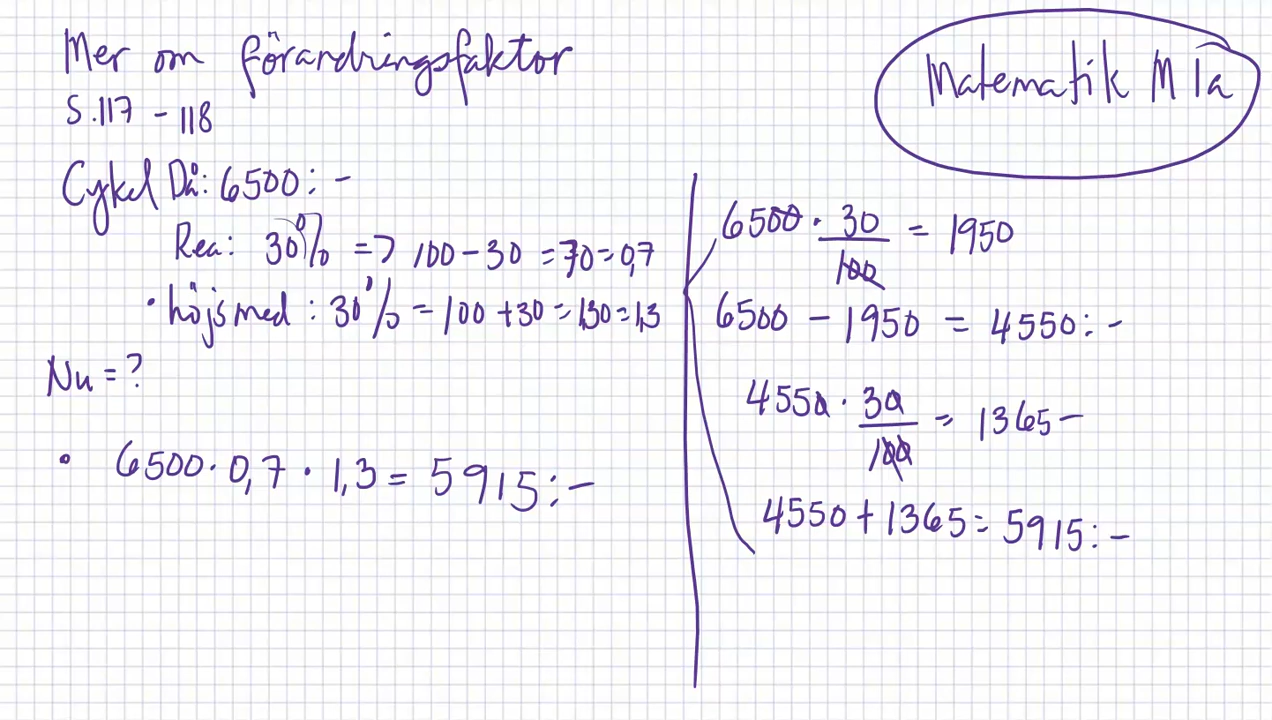 Mer om förändringsfaktor
S.117 - 118
Matematik M 1a
Cykel Då: 6500:-
Rea: 30% => 100 - 30 = 70 = 0,7
• höjs med: 30% = 100 + 30 = 130 = 1,3
Nu = ?
• 6500 · 0,7 · 1,3 = 5915:-
6500 · 30/100 = 1950
6500 - 1950 = 4550:-
4550 · 30/100 = 1365-
4550 + 1365 = 5915:-